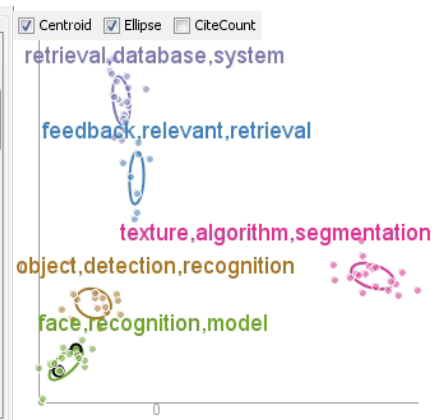 Centroid Ellipse CiteCount
retrieval,database,system
feedback,relevant,retrieval
texture,algorithm,segmentation
object,detection,recognition
face,recognition,model
0